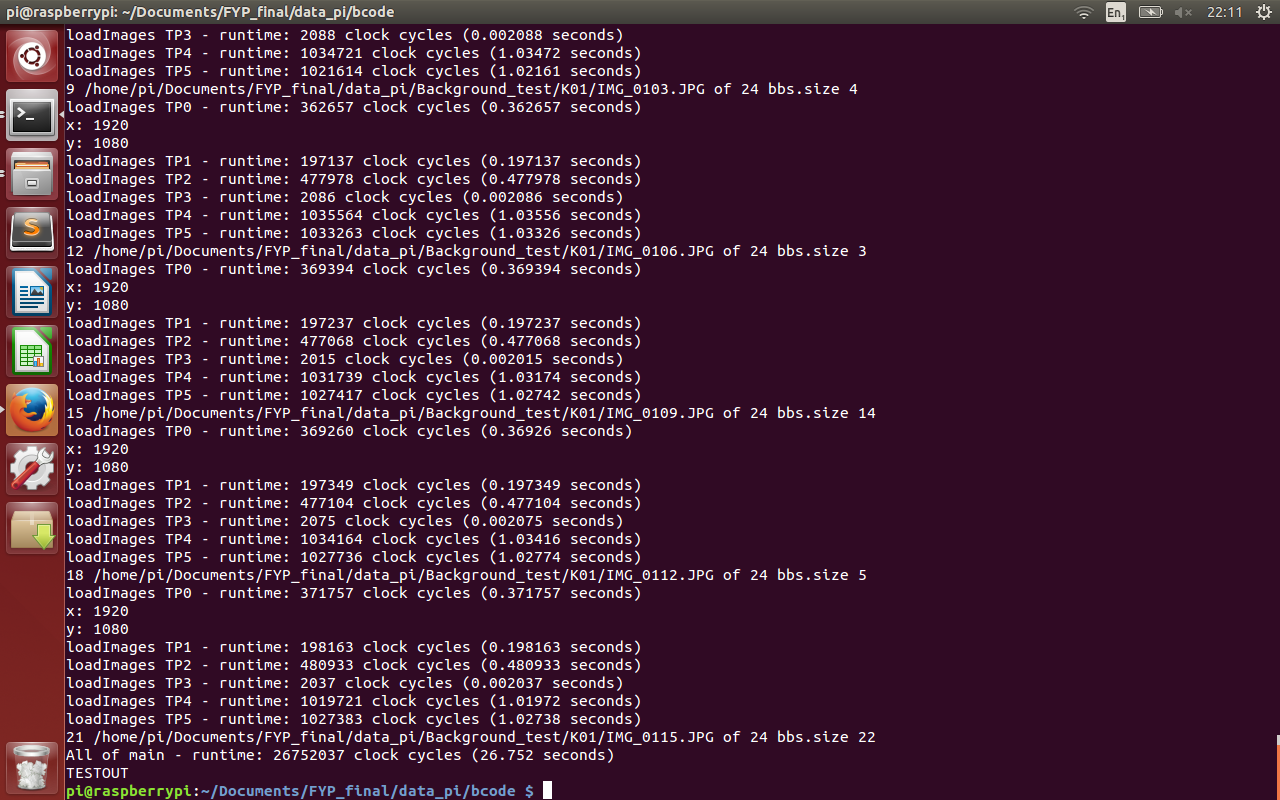 pi@raspberrypi: ~/Documents/FYP_final/data_pi/bcode
En1
22:11
loadImages TP3 - runtime: 2088 clock cycles (0.002088 seconds)
loadImages TP4 - runtime: 1034721 clock cycles (1.03472 seconds)
loadImages TP5 - runtime: 1021614 clock cycles (1.02161 seconds)
9 /home/pi/Documents/FYP_final/data_pi/Background_test/K01/IMG_0103.JPG of 24 bbs.size 4
loadImages TP0 - runtime: 362657 clock cycles (0.362657 seconds)
x: 1920
y: 1080
loadImages TP1 - runtime: 197137 clock cycles (0.197137 seconds)
loadImages TP2 - runtime: 477978 clock cycles (0.477978 seconds)
loadImages TP3 - runtime: 2086 clock cycles (0.002086 seconds)
loadImages TP4 - runtime: 1035564 clock cycles (1.03556 seconds)
loadImages TP5 - runtime: 1033263 clock cycles (1.03326 seconds)
12 /home/pi/Documents/FYP_final/data_pi/Background_test/K01/IMG_0106.JPG of 24 bbs.size 3
loadImages TP0 - runtime: 369394 clock cycles (0.369394 seconds)
x: 1920
y: 1080
loadImages TP1 - runtime: 197237 clock cycles (0.197237 seconds)
loadImages TP2 - runtime: 477068 clock cycles (0.477068 seconds)
loadImages TP3 - runtime: 2015 clock cycles (0.002015 seconds)
loadImages TP4 - runtime: 1031739 clock cycles (1.03174 seconds)
loadImages TP5 - runtime: 1027417 clock cycles (1.02742 seconds)
15 /home/pi/Documents/FYP_final/data_pi/Background_test/K01/IMG_0109.JPG of 24 bbs.size 14
loadImages TP0 - runtime: 369260 clock cycles (0.36926 seconds)
x: 1920
y: 1080
loadImages TP1 - runtime: 197349 clock cycles (0.197349 seconds)
loadImages TP2 - runtime: 477104 clock cycles (0.477104 seconds)
loadImages TP3 - runtime: 2075 clock cycles (0.002075 seconds)
loadImages TP4 - runtime: 1034164 clock cycles (1.03416 seconds)
loadImages TP5 - runtime: 1027736 clock cycles (1.02774 seconds)
18 /home/pi/Documents/FYP_final/data_pi/Background_test/K01/IMG_0112.JPG of 24 bbs.size 5
loadImages TP0 - runtime: 371757 clock cycles (0.371757 seconds)
x: 1920
y: 1080
loadImages TP1 - runtime: 198163 clock cycles (0.198163 seconds)
loadImages TP2 - runtime: 480933 clock cycles (0.480933 seconds)
loadImages TP3 - runtime: 2037 clock cycles (0.002037 seconds)
loadImages TP4 - runtime: 1019721 clock cycles (1.01972 seconds)
loadImages TP5 - runtime: 1027383 clock cycles (1.02738 seconds)
21 /home/pi/Documents/FYP_final/data_pi/Background_test/K01/IMG_0115.JPG of 24 bbs.size 22
All of main - runtime: 26752037 clock cycles (26.752 seconds)
TESTOUT
pi@raspberrypi:~/Documents/FYP_final/data_pi/bcode $